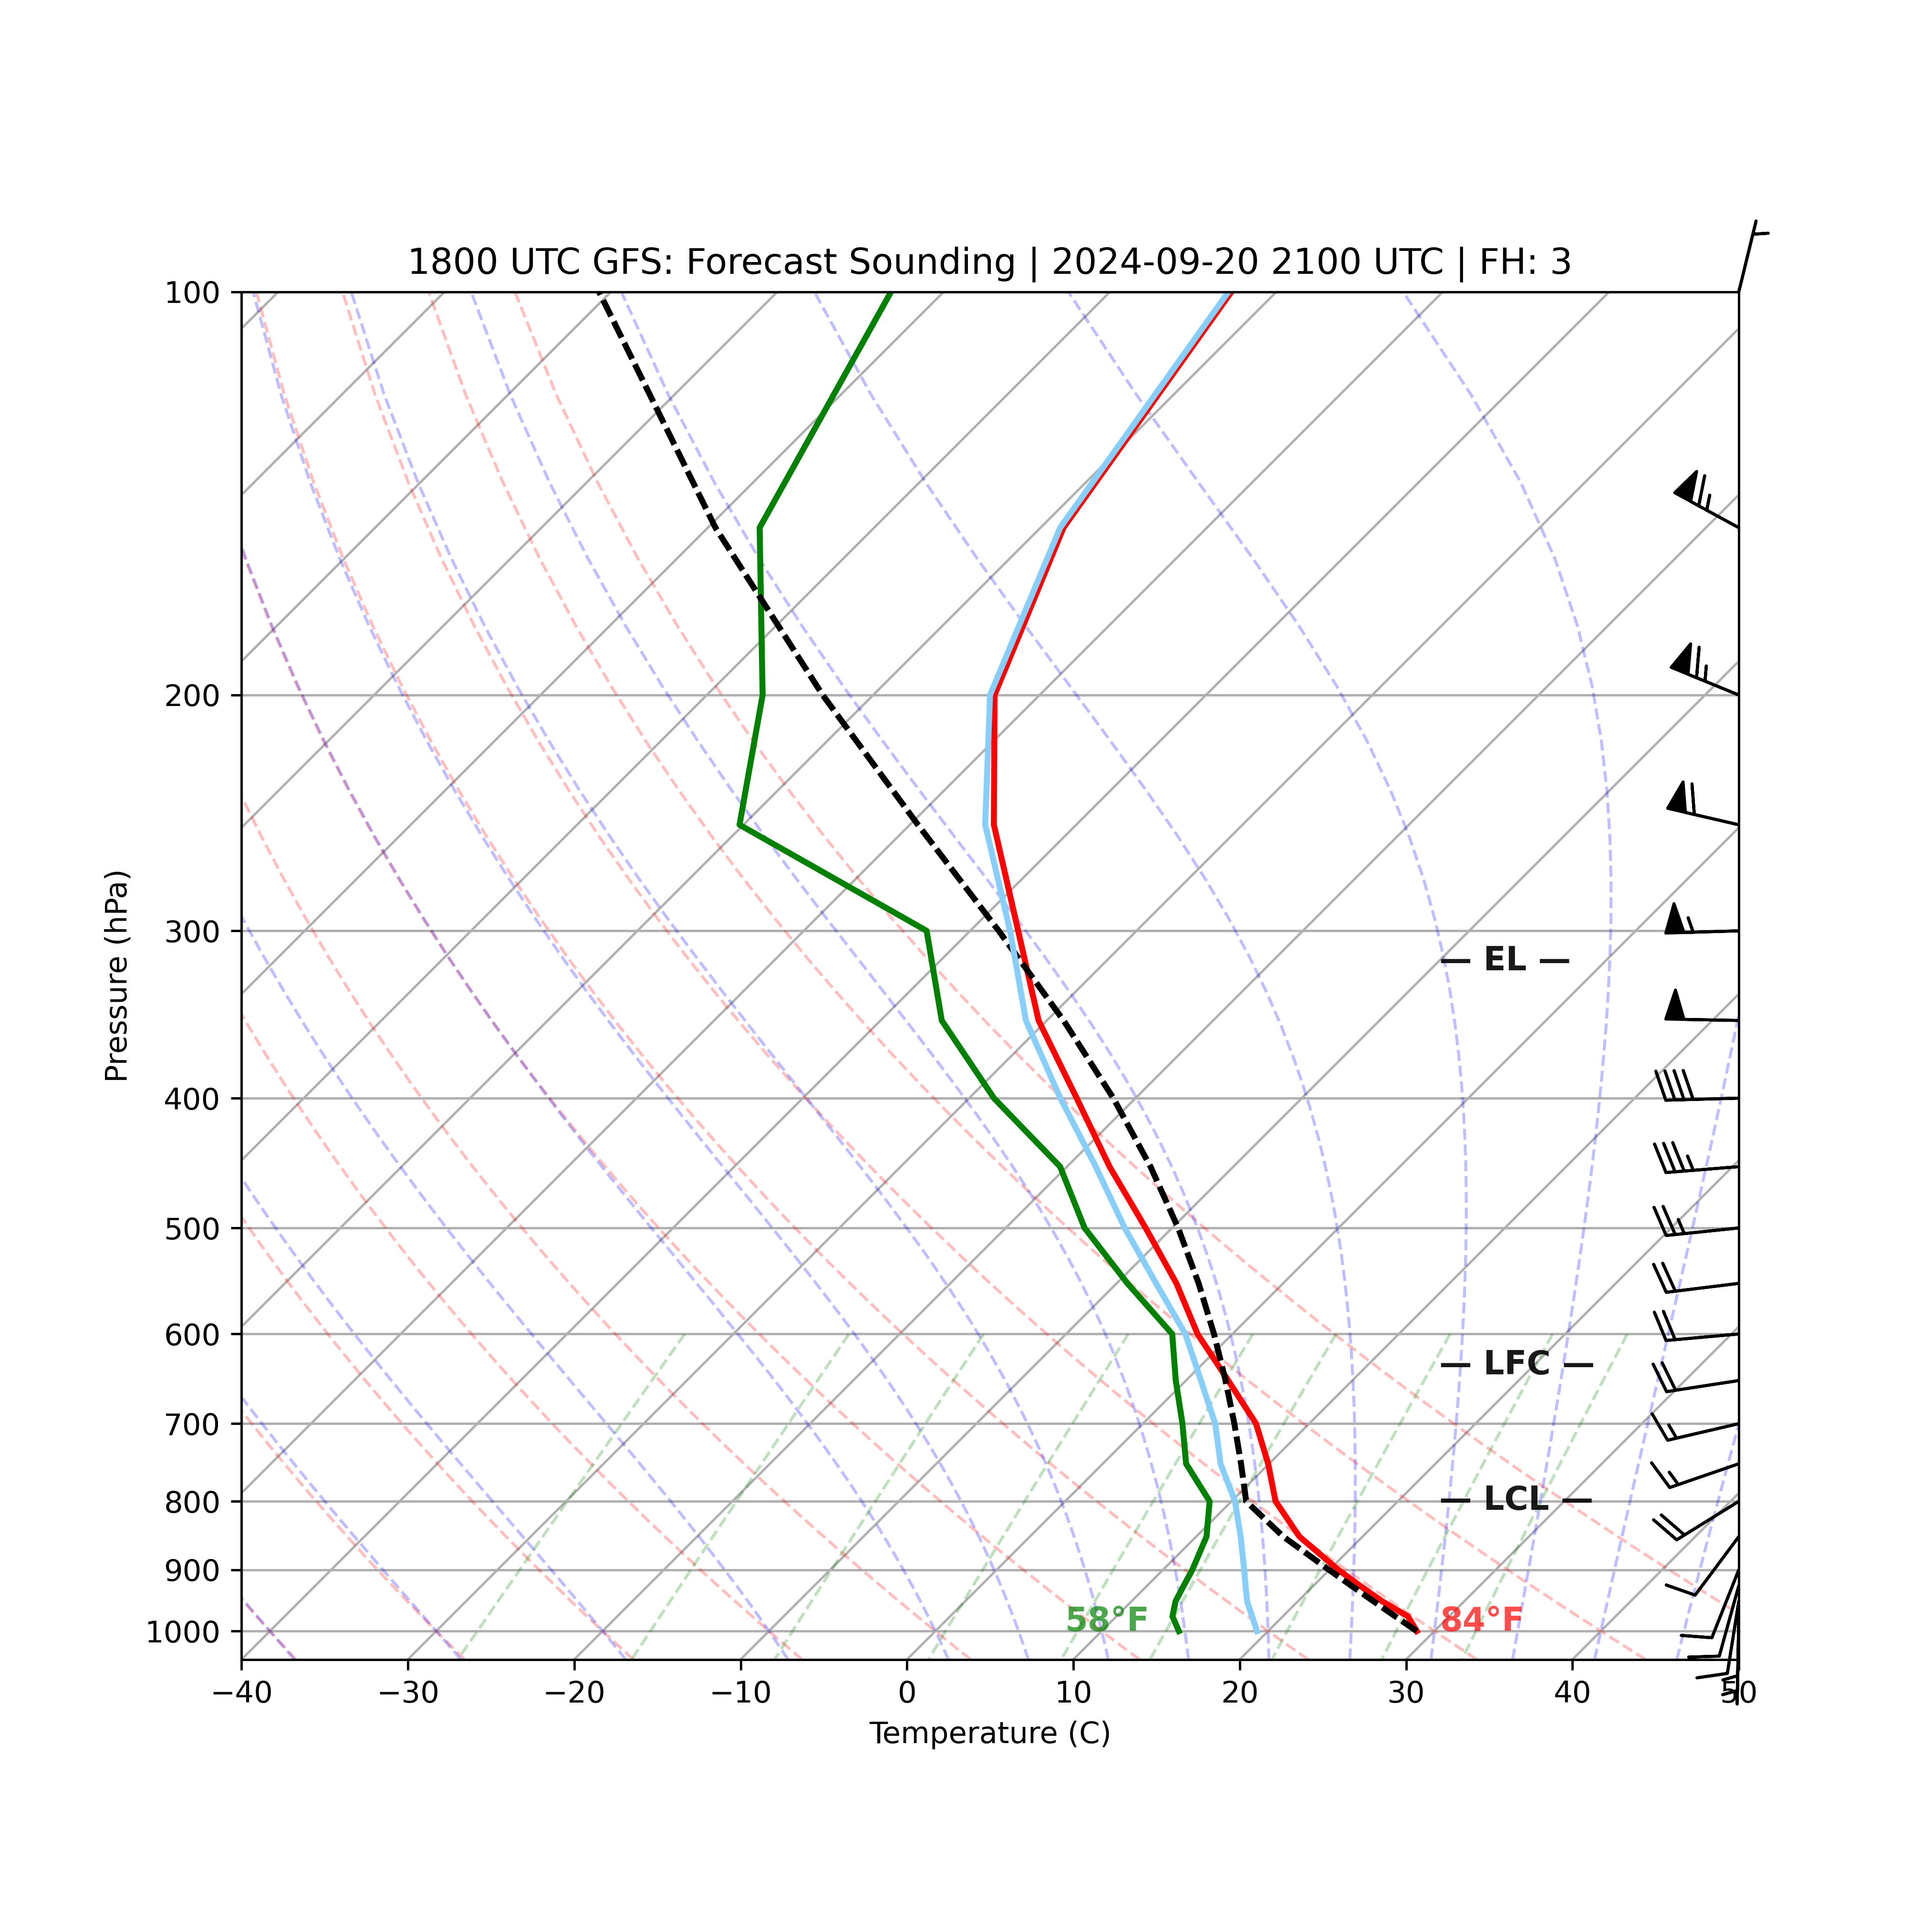 1800 UTC GFS: Forecast Sounding | 2024-09-20 2100 UTC | FH: 3
100
200
300
— EL —
Pressure (hPa)
400
500
600
— LFC —
700
800
— LCL —
900
1000
58°F
84°F
−40 −30 −20 −10 0 10 20 30 40 50
Temperature (C)